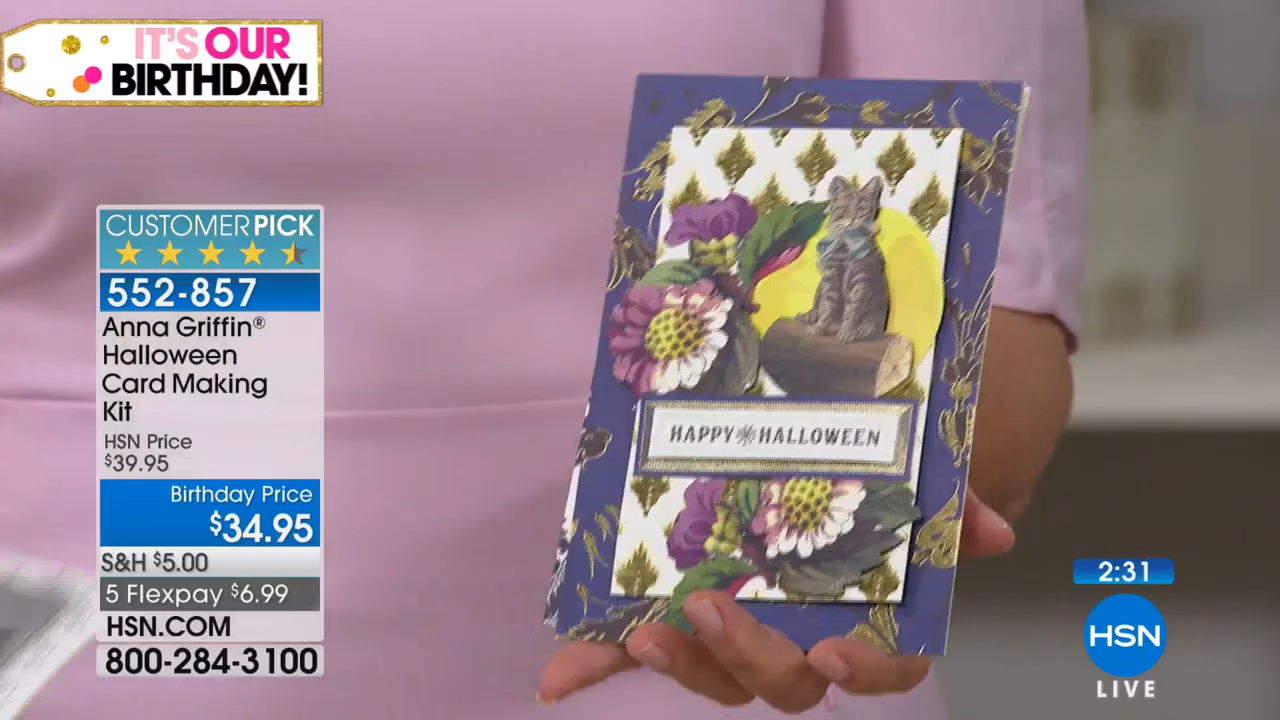 IT'S OUR
BIRTHDAY!
CUSTOMER PICK
552-857
Anna Griffin®
Halloween
Card Making
Kit
HSN Price
$39.95
Birthday Price
$34.95
S&H $5.00
5 Flexpay $6.99
HSN.COM
800-284-3100
HAPPY HALLOWEEN
2:31
HSN
LIVE